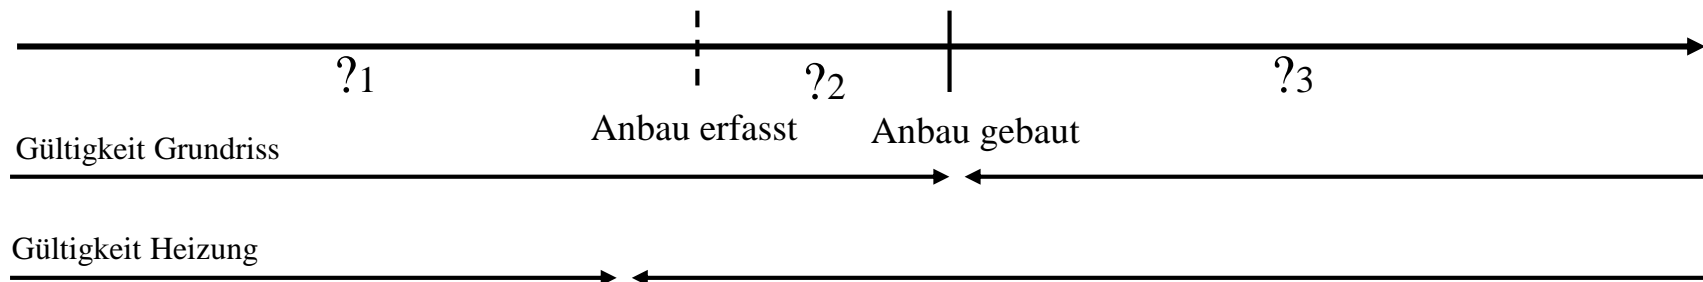 ?1
?2
?3
Anbau erfasst
Anbau gebaut
Gültigkeit Grundriss
Gültigkeit Heizung